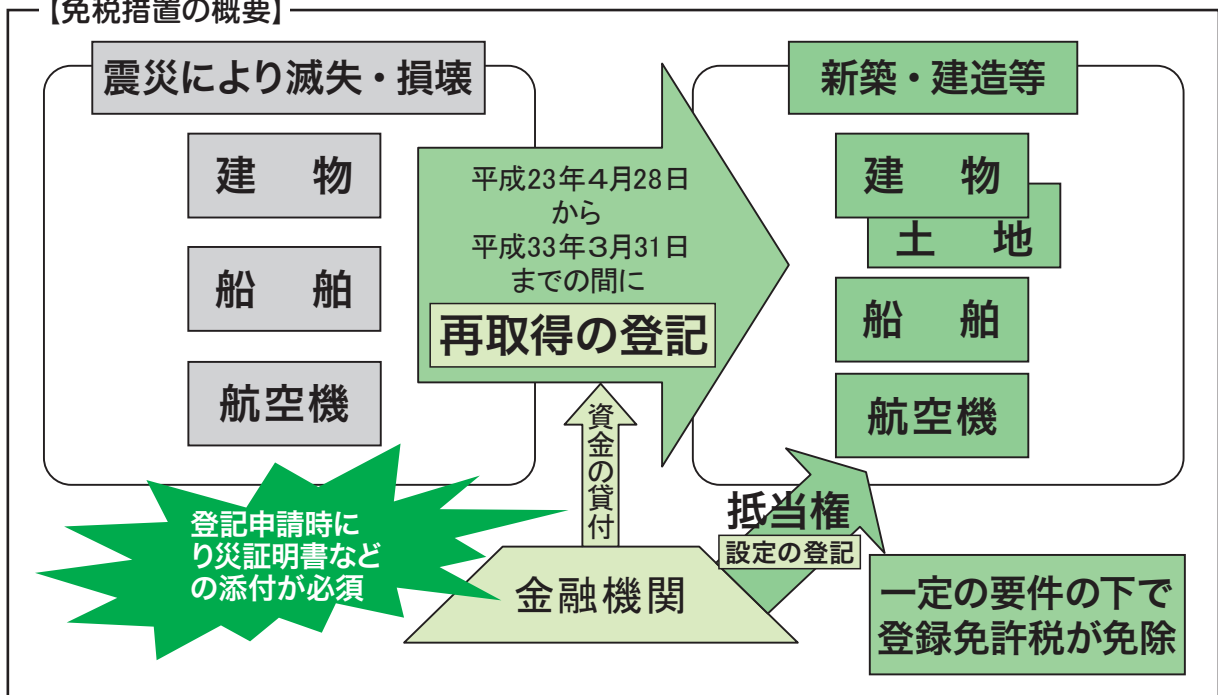 【免税措置の概要】
震災により滅失・損壊
建　物
船　舶
航空機
平成23年4月28日
から
平成33年3月31日
までの間に
再取得の登記
新築・建造等
建　物
土　地
船　舶
航空機
登記申請時に
り災証明書など
の添付が必須
資金の貸付
金融機関
抵当権
設定の登記
一定の要件の下で
登録免許税が免除